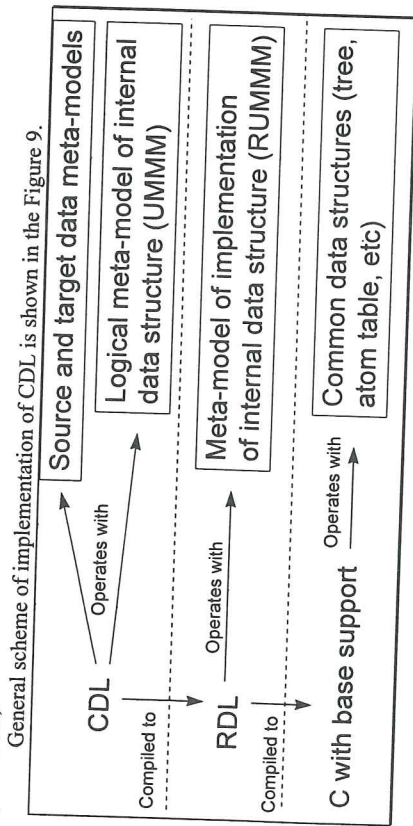 General scheme of implementation of CDL is shown in the Figure 9.
Source and target data meta-models
Operates with
CDL
Logical meta-model of internal
data structure (UMMM)
Compiled to
RDL
Operates with
Meta-model of implementation
of internal data structure (RUMMM)
Compiled to
C with base support
Operates with
Common data structures (tree,
atom table, etc)